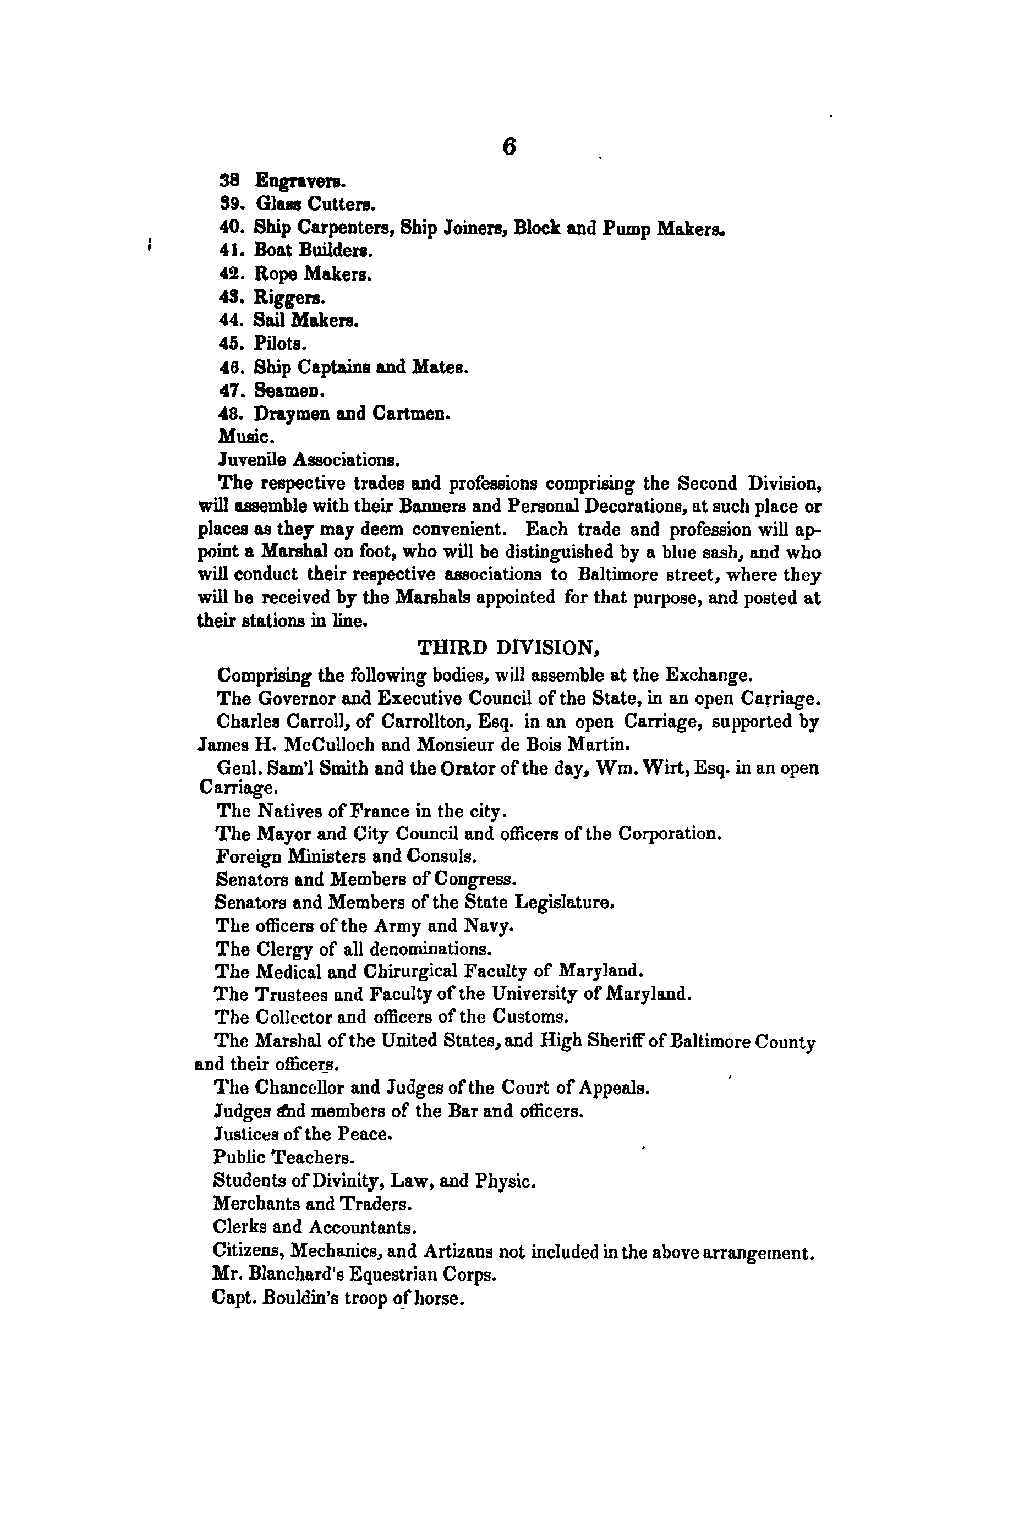 6
38 Engravers.
39. Glass Cutters.
40. Ship Carpenters, Ship Joiners, Block and Pump Makers.
41. Boat Builders.
42. Rope Makers.
43. Riggers.
44. Sail Makers.
45. Pilots.
46. Ship Captains and Mates.
47. Seamen.
48. Draymen and Cartmen.
Music.
Juvenile Associations.
The respective trades and professions comprising the Second Division,
will assemble with their Banners and Personal Decorations, at such place or
places as they may deem convenient. Each trade and profession will ap-
point a Marshal on foot, who will be distinguished by a blue sash, and who
will conduct their respective associations to Baltimore street, where they
will be received by the Marshals appointed for that purpose, and posted at
their stations in line.
THIRD DIVISION,
Comprising the following bodies, will assemble at the Exchange.
The Governor and Executive Council of the State, in an open Carriage.
Charles Carroll, of Carrollton, Esq. in an open Carriage, supported by
James H. McCulloch and Monsieur de Bois Martin.
Genl. Sam'l Smith and the Orator of the day, Wm. Wirt, Esq. in an open
Carriage.
The Natives of France in the city.
The Mayor and City Council and officers of the Corporation.
Foreign Ministers and Consuls.
Senators and Members of Congress.
Senators and Members of the State Legislature.
The officers of the Army and Navy.
The Clergy of all denominations.
The Medical and Chirurgical Faculty of Maryland.
The Trustees and Faculty of the University of Maryland.
The Collector and officers of the Customs.
The Marshal of the United States, and High Sheriff of Baltimore County
and their officers.
The Chancellor and Judges of the Court of Appeals.
Judges and members of the Bar and officers.
Justices of the Peace.
Public Teachers.
Students of Divinity, Law, and Physic.
Merchants and Traders.
Clerks and Accountants.
Citizens, Mechanics, and Artizans not included in the above arrangement.
Mr. Blanchard's Equestrian Corps.
Capt. Bouldin's troop of horse.